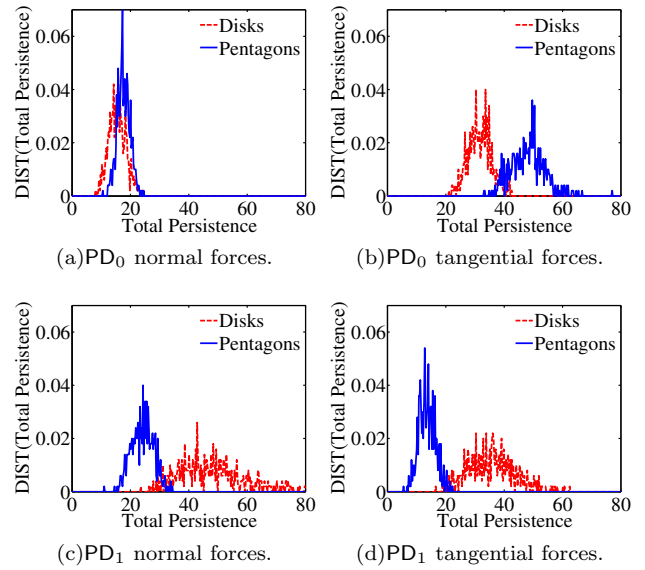 DIST(Total Persistence)
0.06
0.04
0.02
0
Disks
Pentagons
0 20 40 60 80
Total Persistence
(a)PD₀ normal forces.
DIST(Total Persistence)
0.06
0.04
0.02
0
Disks
Pentagons
0 20 40 60 80
Total Persistence
(b)PD₀ tangential forces.
DIST(Total Persistence)
0.06
0.04
0.02
0
Disks
Pentagons
0 20 40 60 80
Total Persistence
(c)PD₁ normal forces.
DIST(Total Persistence)
0.06
0.04
0.02
0
Disks
Pentagons
0 20 40 60 80
Total Persistence
(d)PD₁ tangential forces.